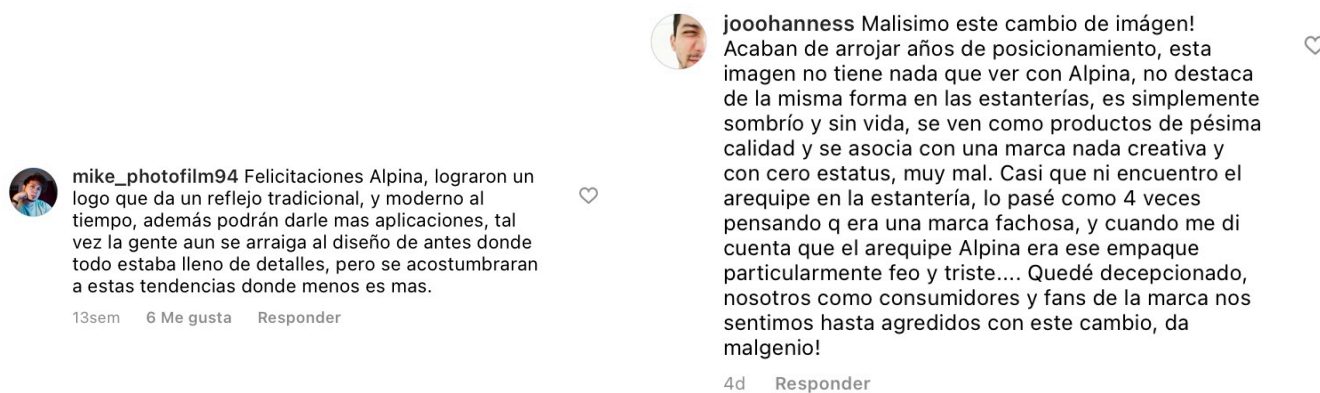 mike_photofilm94 Felicitaciones Alpina, lograron un
logo que da un reflejo tradicional, y moderno al
tiempo, además podrán darle mas aplicaciones, tal
vez la gente aun se arraiga al diseño de antes donde
todo estaba lleno de detalles, pero se acostumbraran
a estas tendencias donde menos es mas.
13sem 6 Me gusta Responder
jooohanness Malisimo este cambio de imágen!
Acaban de arrojar años de posicionamiento, esta
imagen no tiene nada que ver con Alpina, no destaca
de la misma forma en las estanterías, es simplemente
sombrío y sin vida, se ven como productos de pésima
calidad y se asocia con una marca nada creativa y
con cero estatus, muy mal. Casi que ni encuentro el
arequipe en la estantería, lo pasé como 4 veces
pensando q era una marca fachosa, y cuando me di
cuenta que el arequipe Alpina era ese empaque
particularmente feo y triste.... Quedé decepcionado,
nosotros como consumidores y fans de la marca nos
sentimos hasta agredidos con este cambio, da
malgenio!
4d Responder